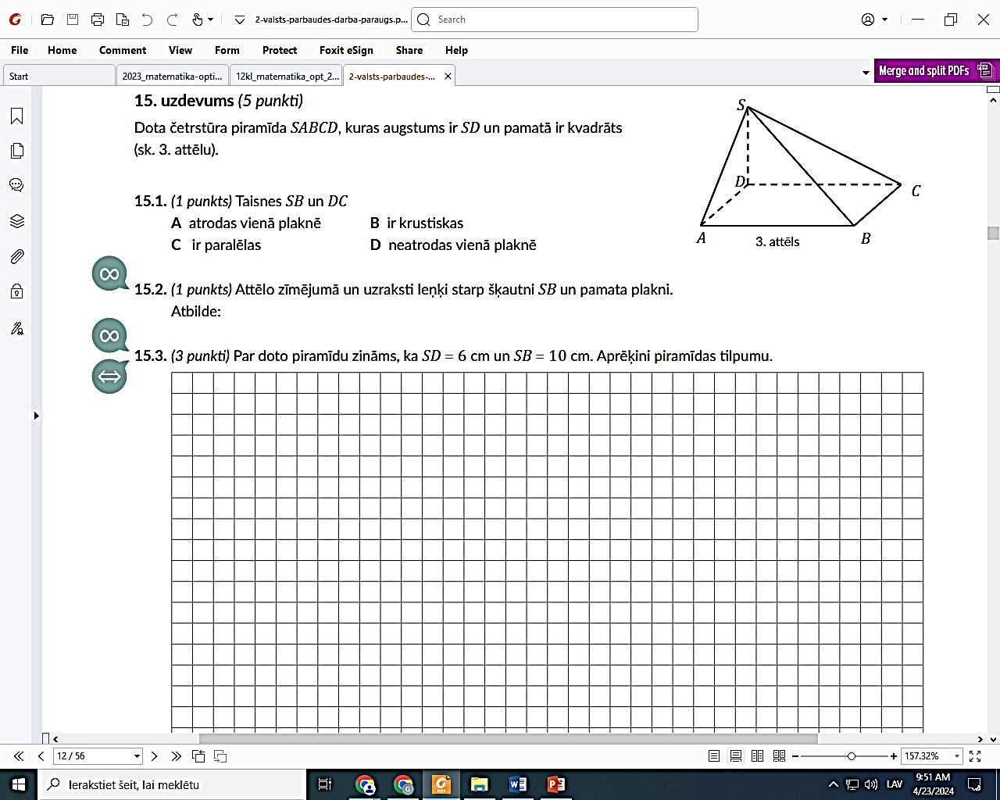 2-valsts-parbaudes-darba-paraugs.p...
Search
File Home Comment View Form Protect Foxit eSign Share Help
Start
2023_matematika-opti...
12kl_matematika_opt_2...
2-valsts-parbaudes-...
Merge and split PDFs
15. uzdevums (5 punkti)
Dota četrstūra piramīda SABCD, kuras augstums ir SD un pamatā ir kvadrāts
(sk. 3. attēlu).
S
D
C
A
B
3. attēls
15.1. (1 punkts) Taisnes SB un DC
A atrodas vienā plaknē B ir krustiskas
C ir paralēlas D neatrodas vienā plaknē
15.2. (1 punkts) Attēlo zīmējumā un uzraksti leņķi starp šķautni SB un pamata plakni.
Atbilde:
15.3. (3 punkti) Par doto piramīdu zināms, ka SD = 6 cm un SB = 10 cm. Aprēķini piramīdas tilpumu.
12 / 56
157.32%
Ierakstiet šeit, lai meklētu
LAV
9:51 AM
4/23/2024